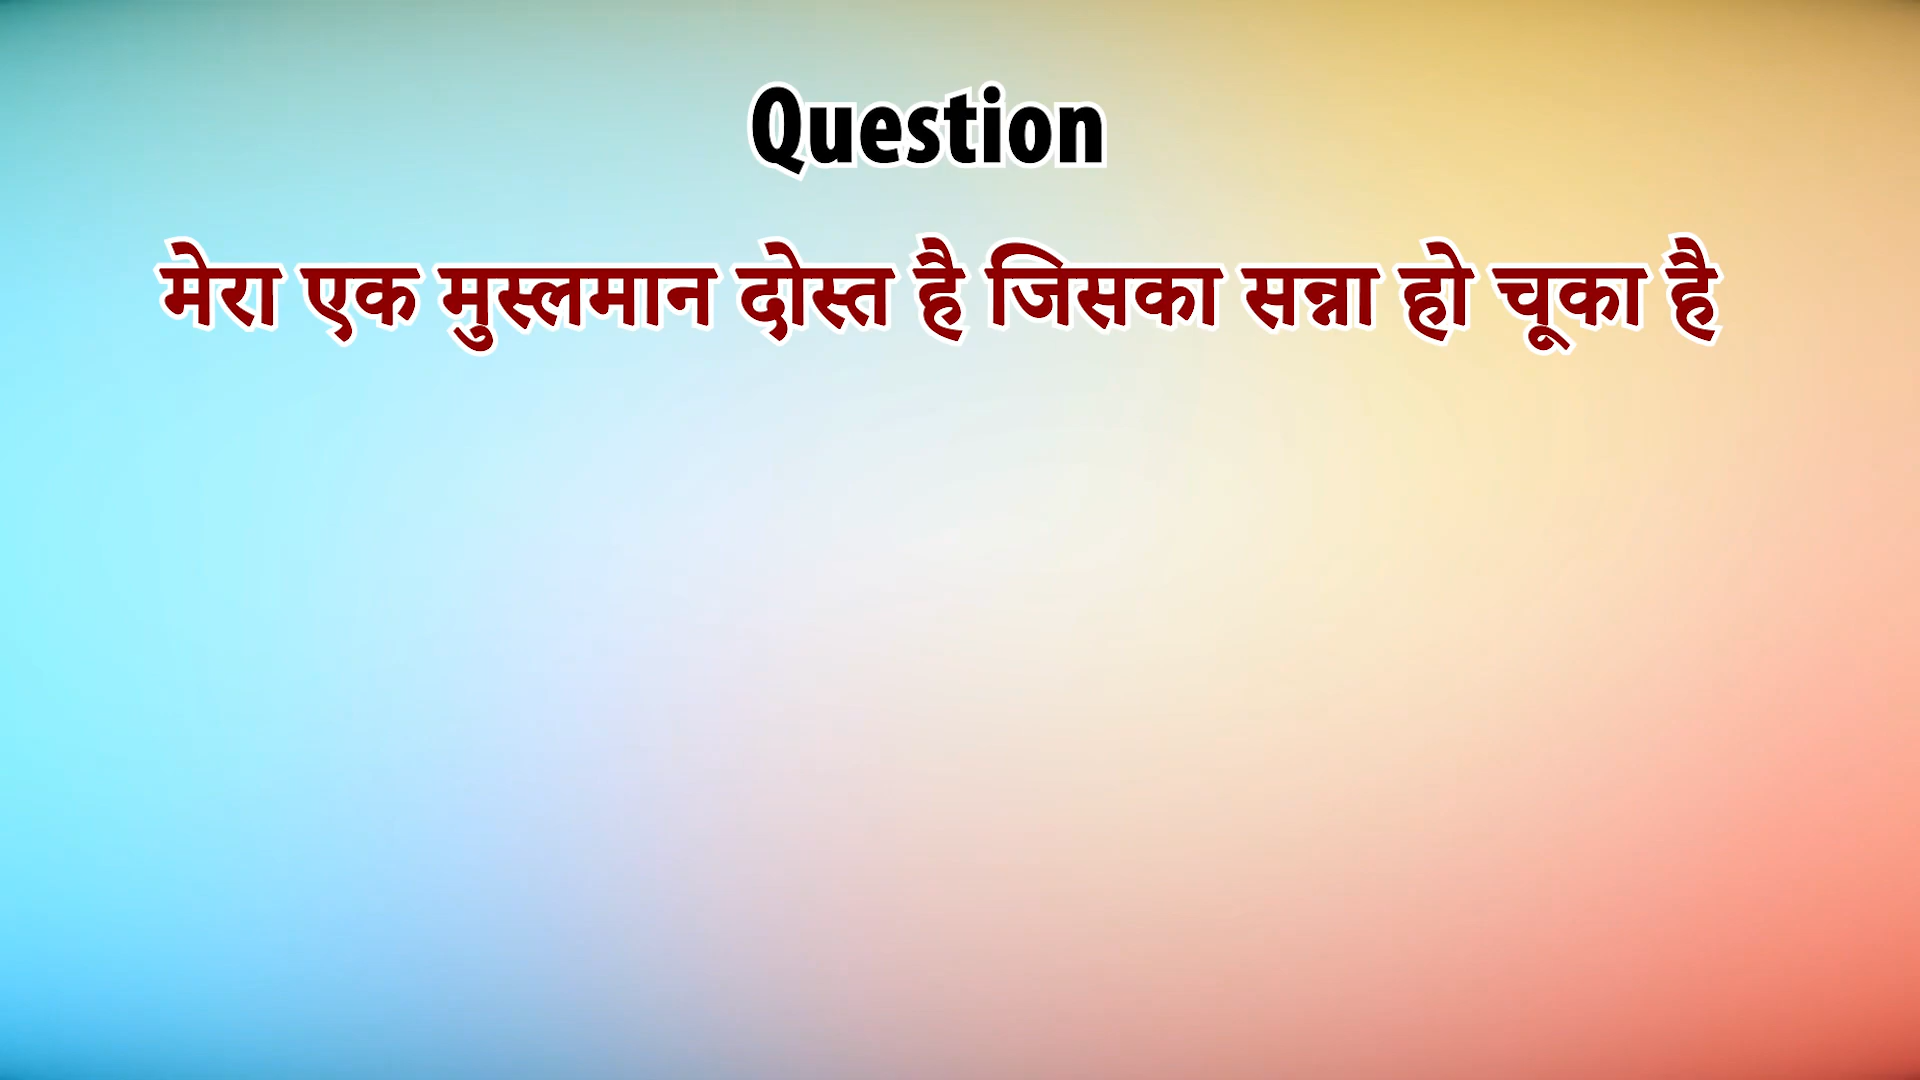 Question
मेरा एक मुस्लमान दोस्त है जिसका सन्ना हो चूका है